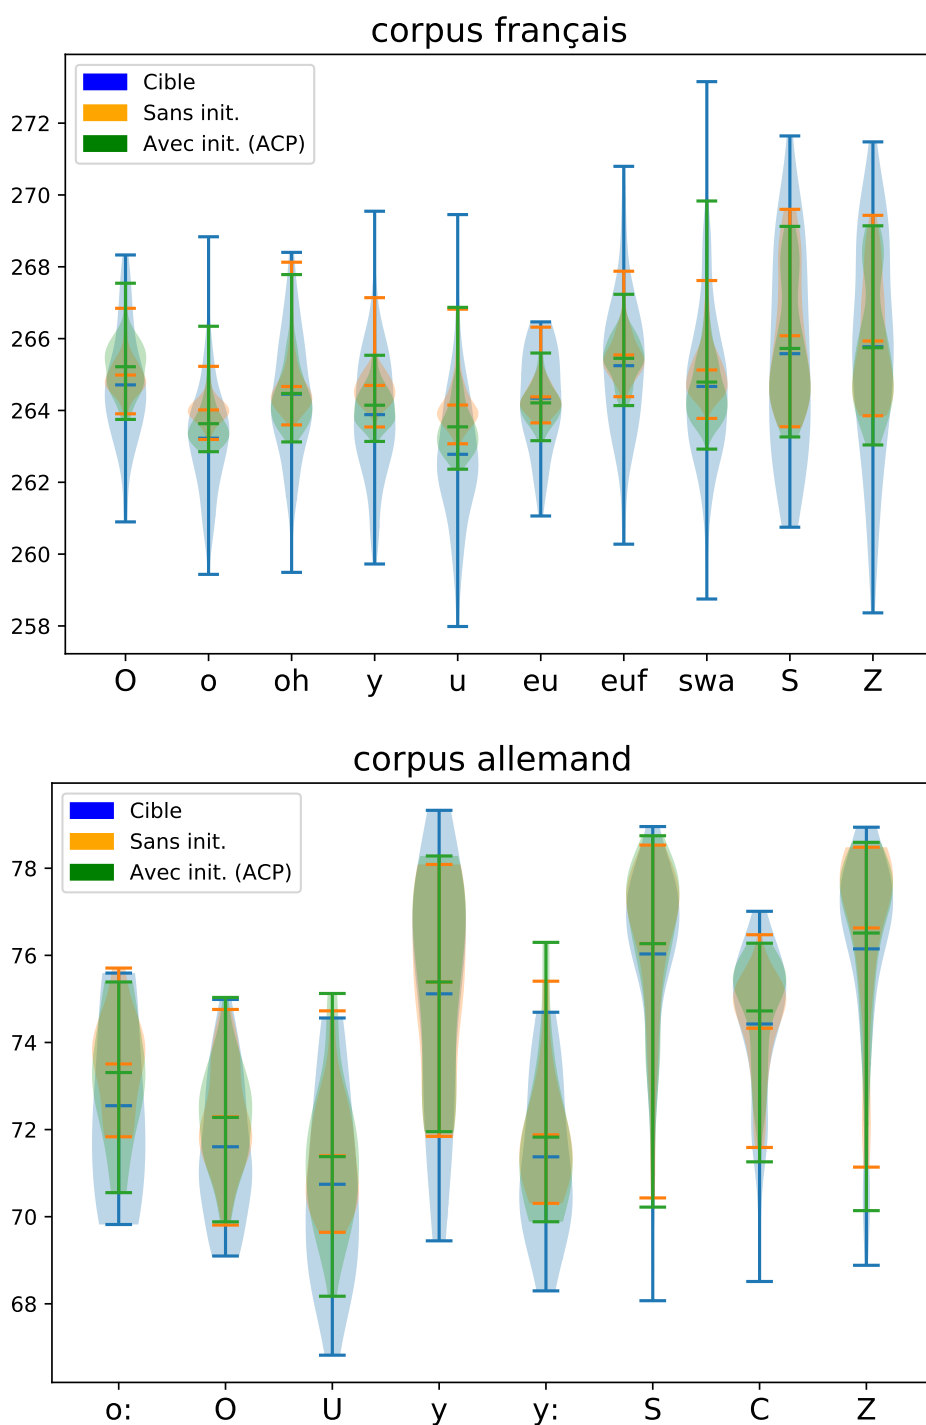 corpus français
Cible
Sans init.
Avec init. (ACP)
272
270
268
266
264
262
260
258
O o oh y u eu euf swa S Z
corpus allemand
Cible
Sans init.
Avec init. (ACP)
78
76
74
72
70
68
o: O U y y: S C Z